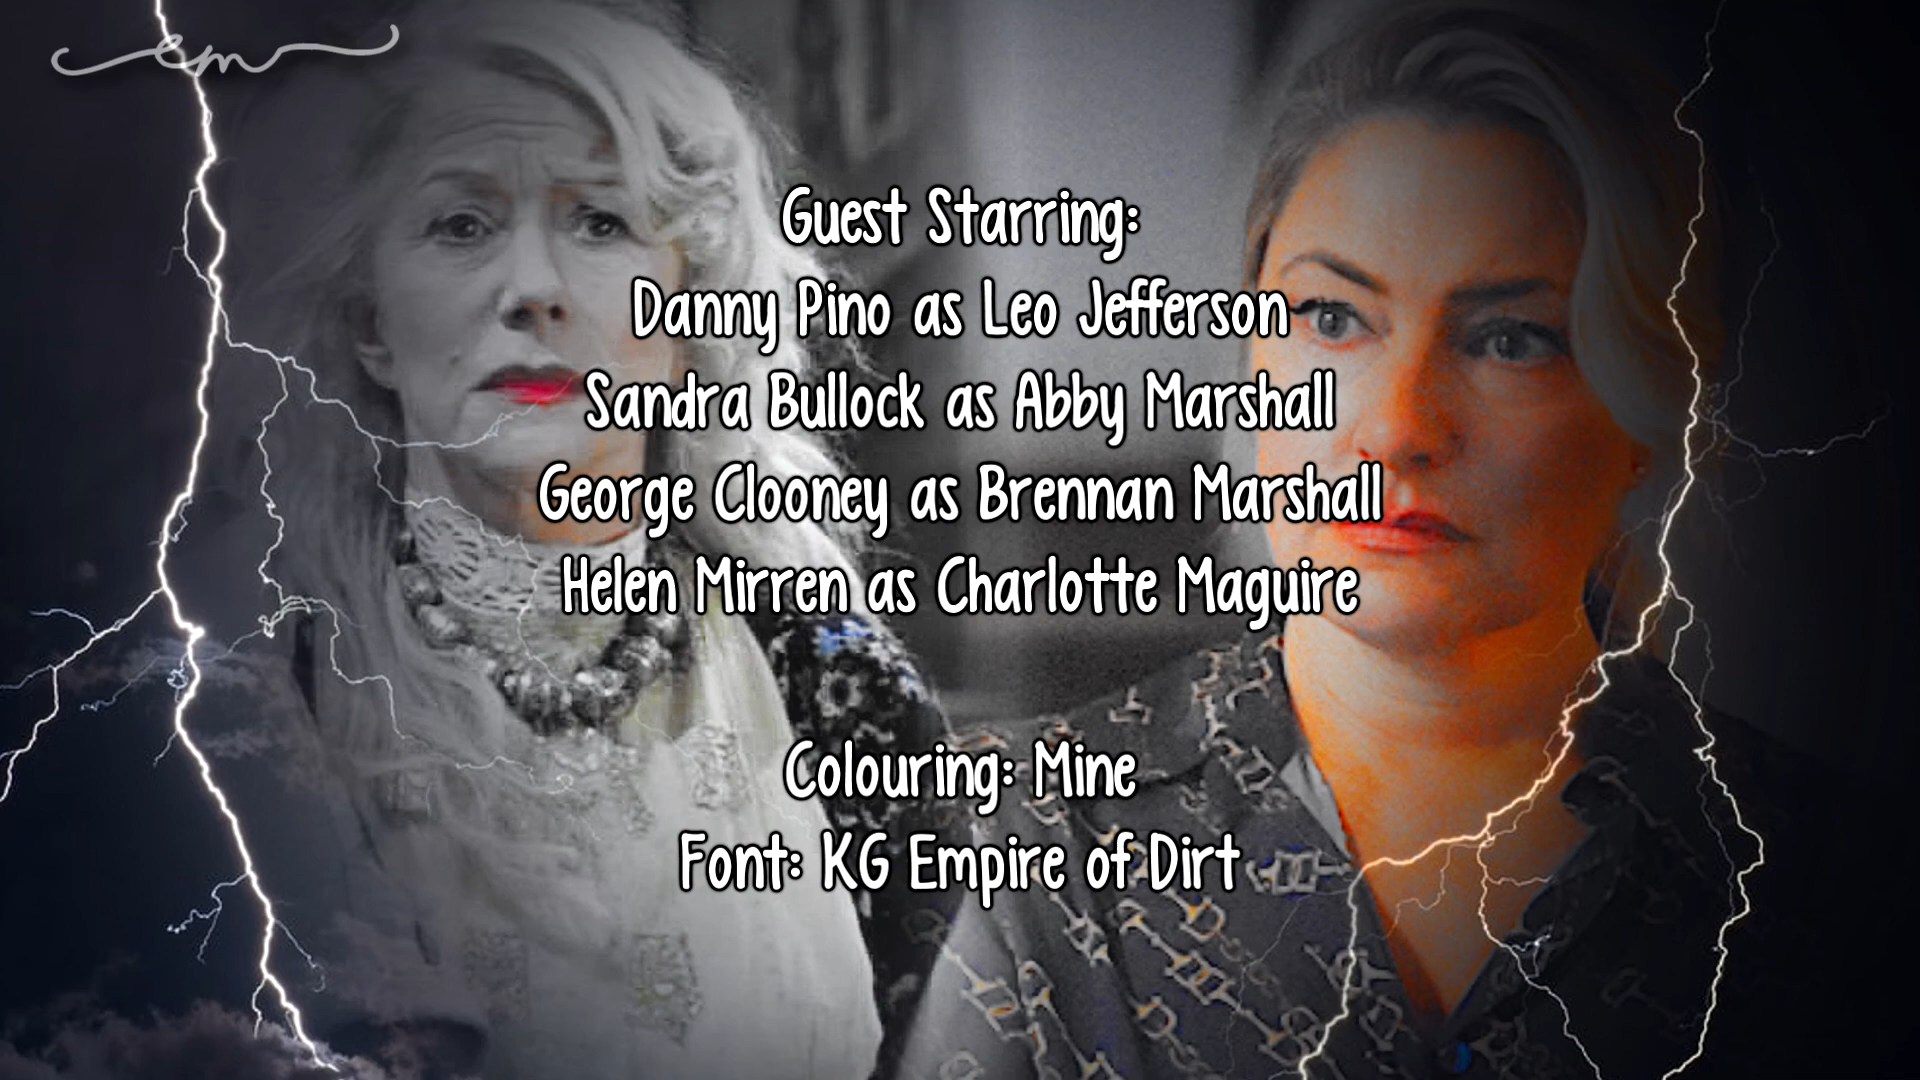 em
Guest Starring:
Danny Pino as Leo Jefferson
Sandra Bullock as Abby Marshall
George Clooney as Brennan Marshall
Helen Mirren as Charlotte Maguire
Colouring: Mine
Font: KG Empire of Dirt